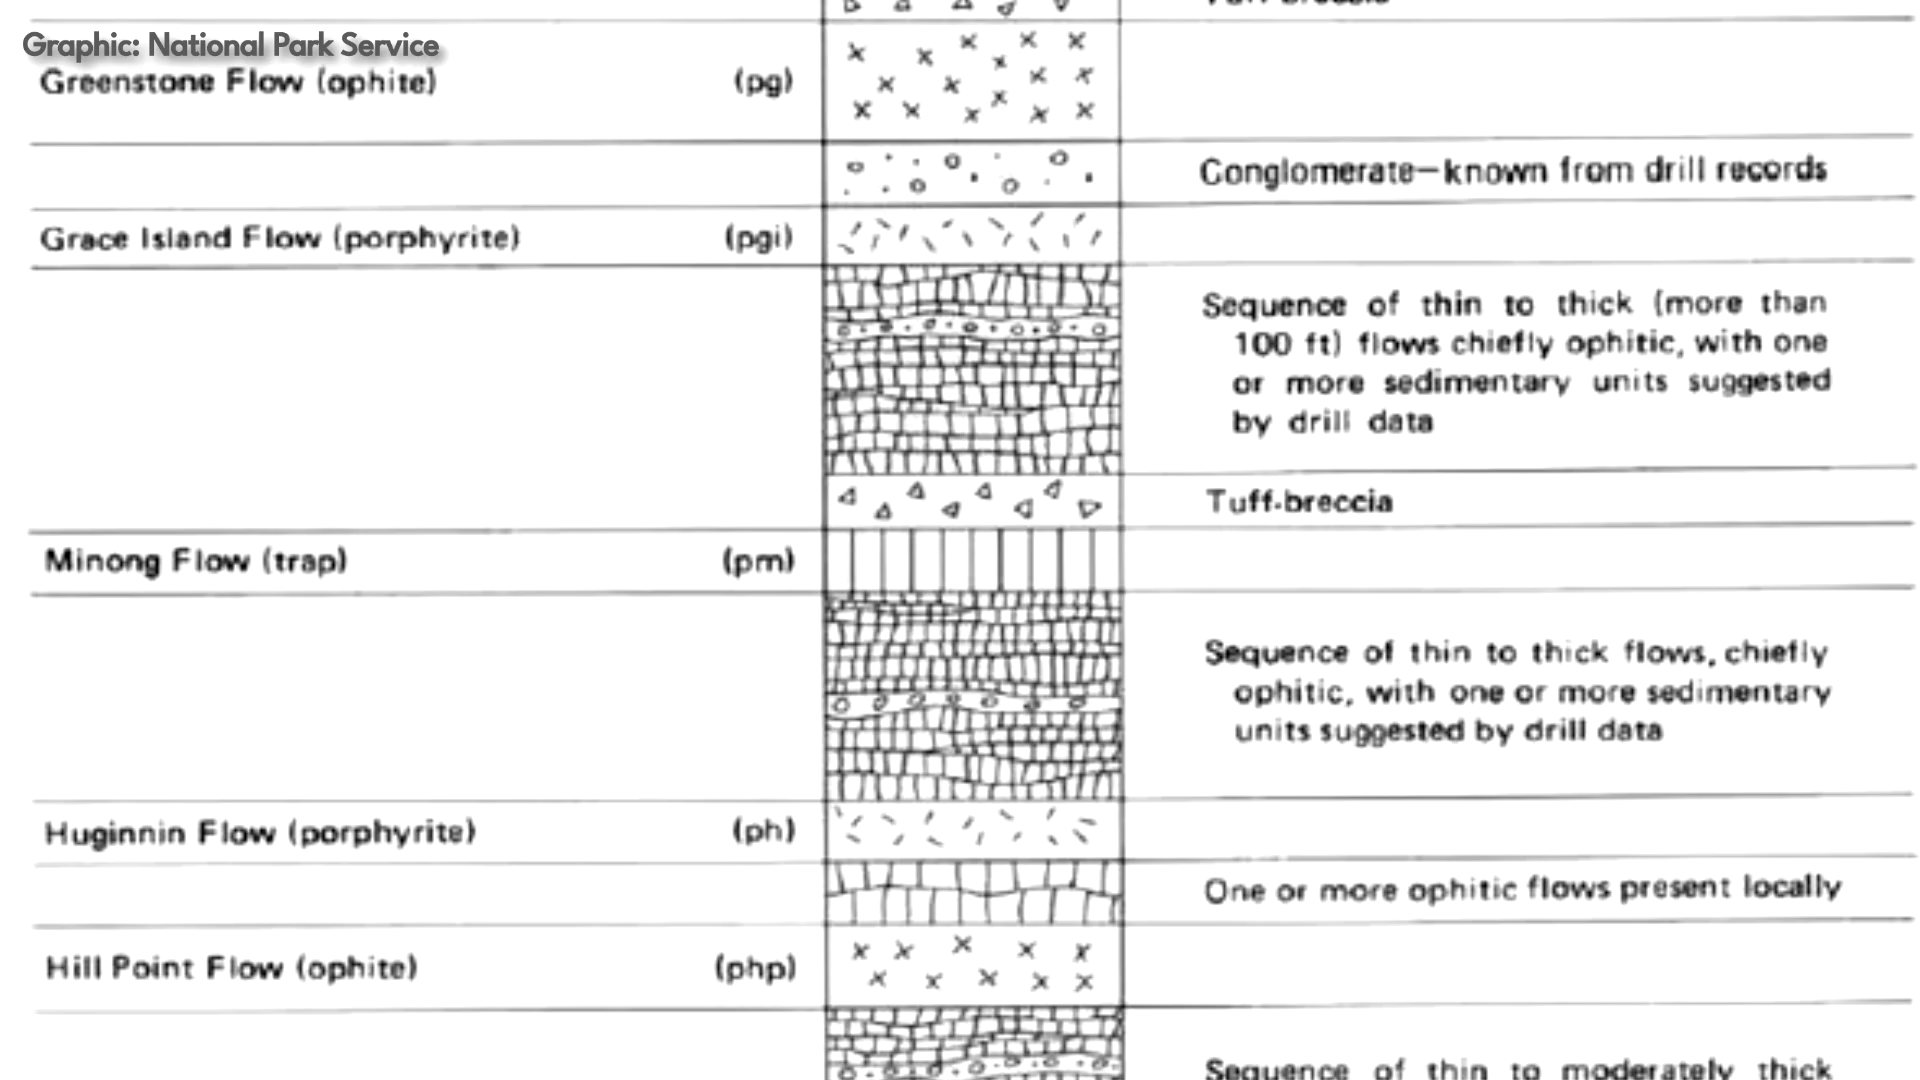 Tuff-breccia
Graphic: National Park Service
Greenstone Flow (ophite) (pg)
Conglomerate—known from drill records
Grace Island Flow (porphyrite) (pgi)
Sequence of thin to thick (more than
100 ft) flows chiefly ophitic, with one
or more sedimentary units suggested
by drill data
Tuff-breccia
Minong Flow (trap) (pm)
Sequence of thin to thick flows, chiefly
ophitic, with one or more sedimentary
units suggested by drill data
Huginnin Flow (porphyrite) (ph)
One or more ophitic flows present locally
Hill Point Flow (ophite) (php)
Sequence of thin to moderately thick